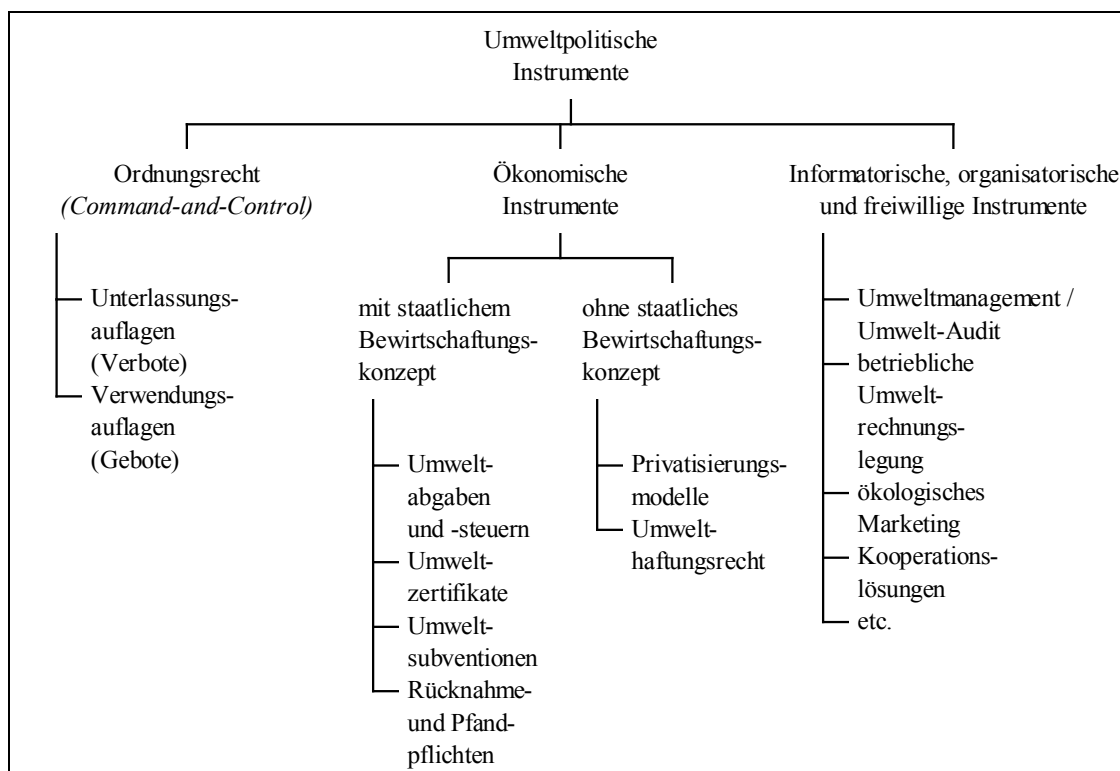 Umweltpolitische
Instrumente
Ordnungsrecht
(Command-and-Control)
Ökonomische
Instrumente
Informatorische, organisatorische
und freiwillige Instrumente
Unterlassungs-
auflagen
(Verbote)
Verwendungs-
auflagen
(Gebote)
mit staatlichem
Bewirtschaftungs-
konzept
Umwelt-
abgaben
und -steuern
Umwelt-
zertifikate
Umwelt-
subventionen
Rücknahme-
und Pfand-
pflichten
ohne staatliches
Bewirtschaftungs-
konzept
Privatisierungs-
modelle
Umwelt-
haftungsrecht
Umweltmanagement /
Umwelt-Audit
betriebliche
Umwelt-
rechnungs-
legung
ökologisches
Marketing
Kooperations-
lösungen
etc.